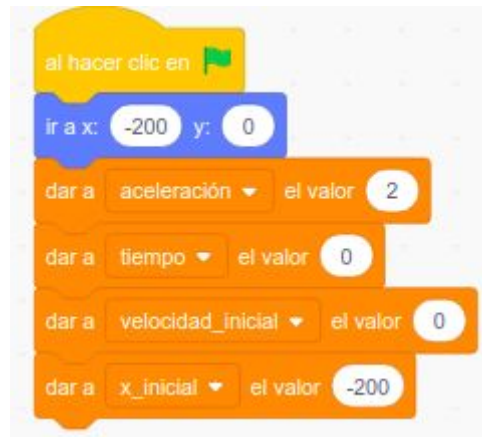 al hacer clic en
ir a x: -200 y: 0
dar a aceleración el valor 2
dar a tiempo el valor 0
dar a velocidad_inicial el valor 0
dar a x_inicial el valor -200